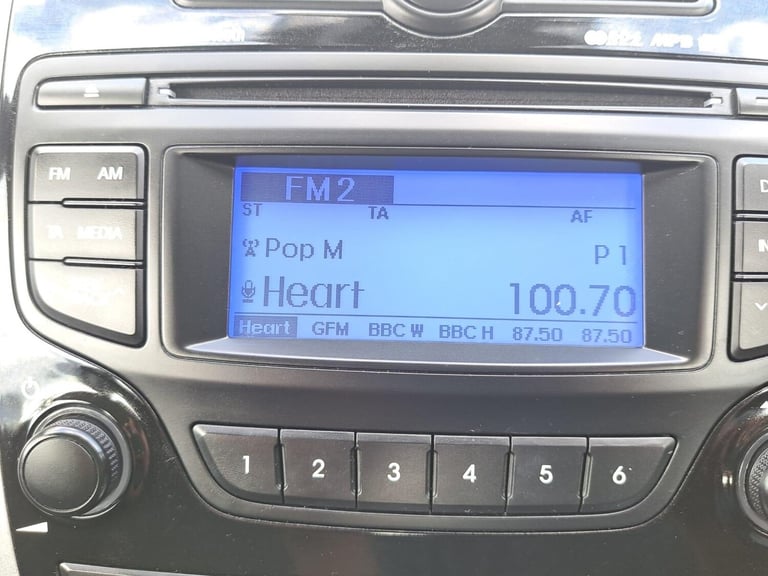 FM AM
TA MEDIA
FM2
ST TA AF
Pop M P 1
Heart 100.70
Heart GFM BBC W BBC H 87.50 87.50
1 2 3 4 5 6